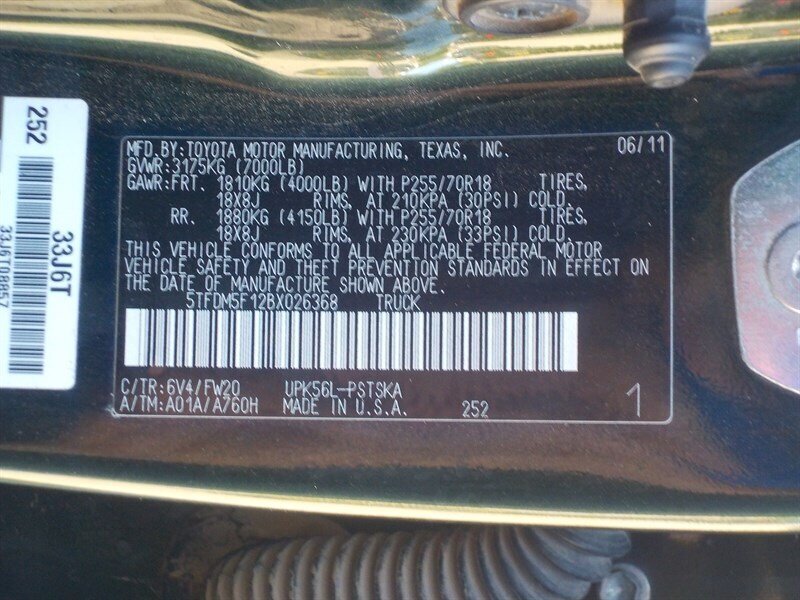 MFD.BY:TOYOTA MOTOR MANUFACTURING, TEXAS, INC. 06/11
GVWR:3175KG (7000LB)
GAWR:FRT. 1810KG (4000LB) WITH P255/70R18 TIRES,
18X8J RIMS, AT 210KPA (30PSI) COLD.
RR. 1880KG (4150LB) WITH P255/70R18 TIRES,
18X8J RIMS, AT 230KPA (33PSI) COLD.
THIS VEHICLE CONFORMS TO ALL APPLICABLE FEDERAL MOTOR
VEHICLE SAFETY AND THEFT PREVENTION STANDARDS IN EFFECT ON
THE DATE OF MANUFACTURE SHOWN ABOVE.
5TFDM5F12BX026368 TRUCK
C/TR:6V4/FW20 UPK56L-PSTSKA
A/TM:A01A/A760H MADE IN U.S.A. 252 1
252
33J6T
33J6T08857